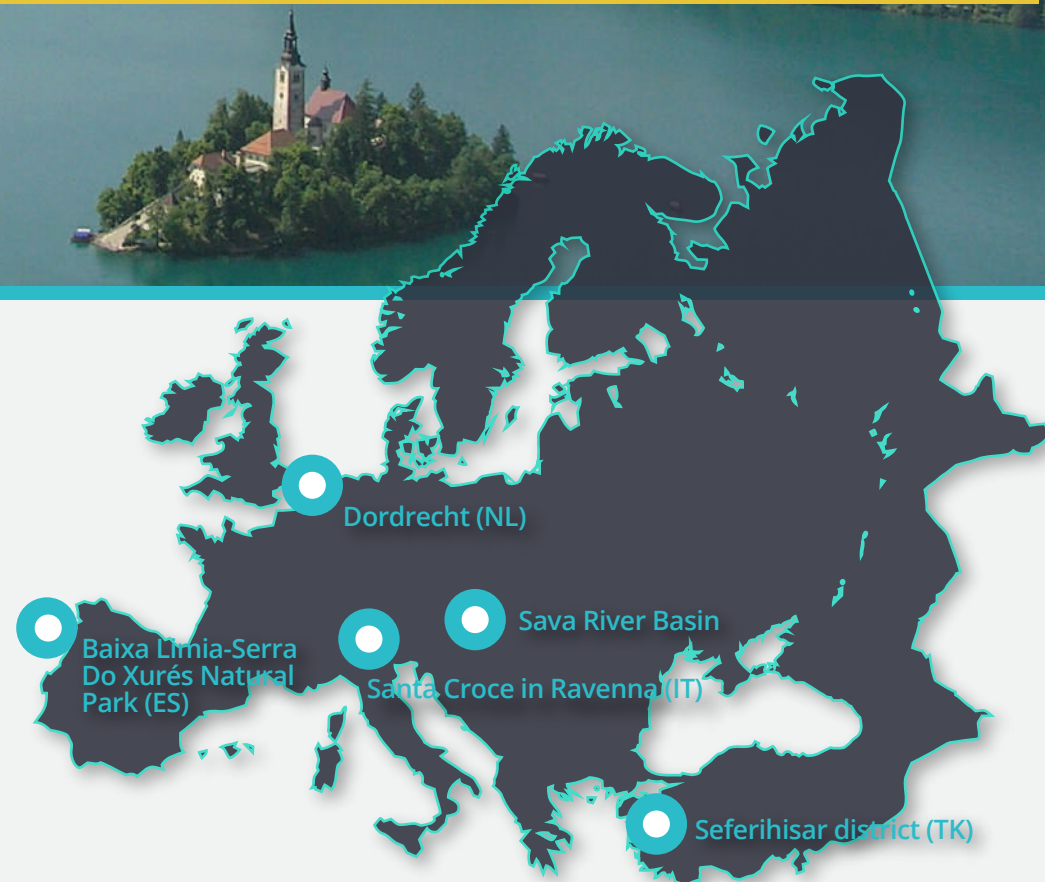 Dordrecht (NL)
Sava River Basin
Baixa Limia-Serra
Do Xurés Natural
Park (ES)
Santa Croce in Ravenna (IT)
Seferihisar district (TK)